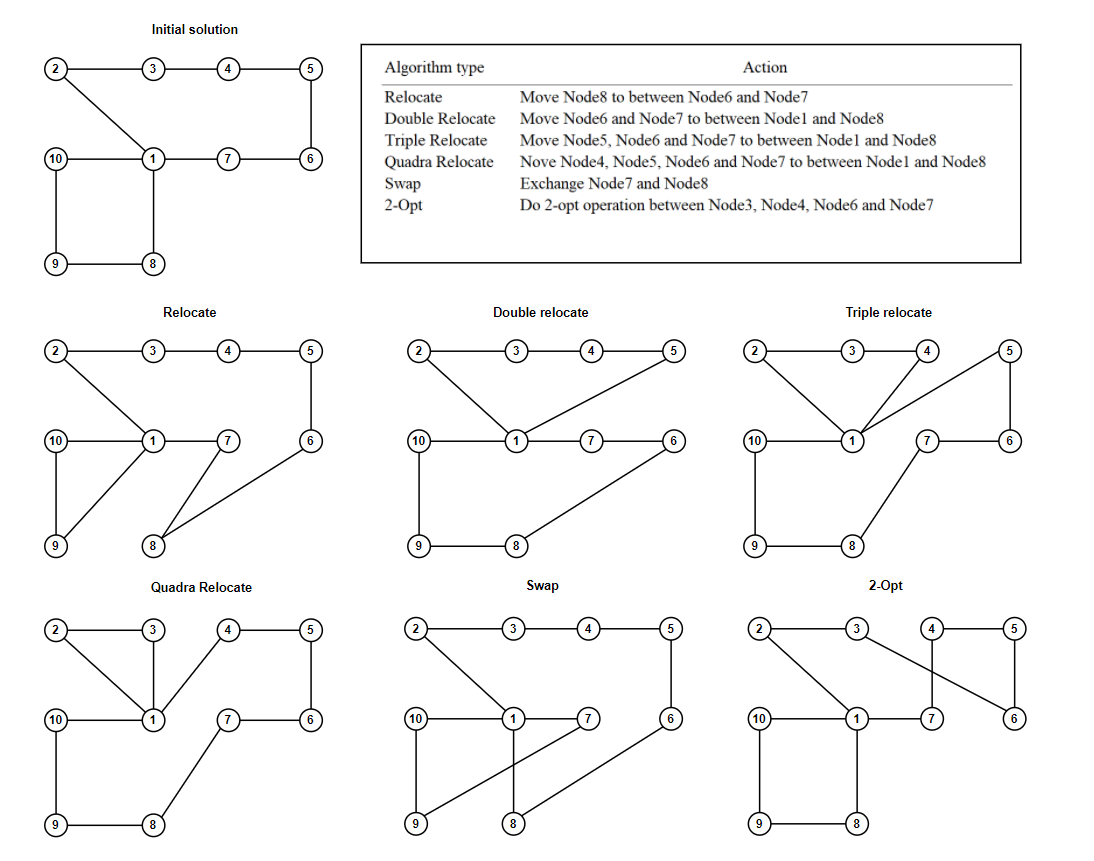 Initial solution
2 3 4 5
10 1 7 6
9 8
Algorithm type Action
Relocate Move Node8 to between Node6 and Node7
Double Relocate Move Node6 and Node7 to between Node1 and Node8
Triple Relocate Move Node5, Node6 and Node7 to between Node1 and Node8
Quadra Relocate Nove Node4, Node5, Node6 and Node7 to between Node1 and Node8
Swap Exchange Node7 and Node8
2-Opt Do 2-opt operation between Node3, Node4, Node6 and Node7
Relocate
2 3 4 5
10 1 7 6
9 8
Double relocate
2 3 4 5
10 1 7 6
9 8
Triple relocate
2 3 4 5
10 1 7 6
9 8
Quadra Relocate
2 3 4 5
10 1 7 6
9 8
Swap
2 3 4 5
10 1 7 6
9 8
2-Opt
2 3 4 5
10 1 7 6
9 8